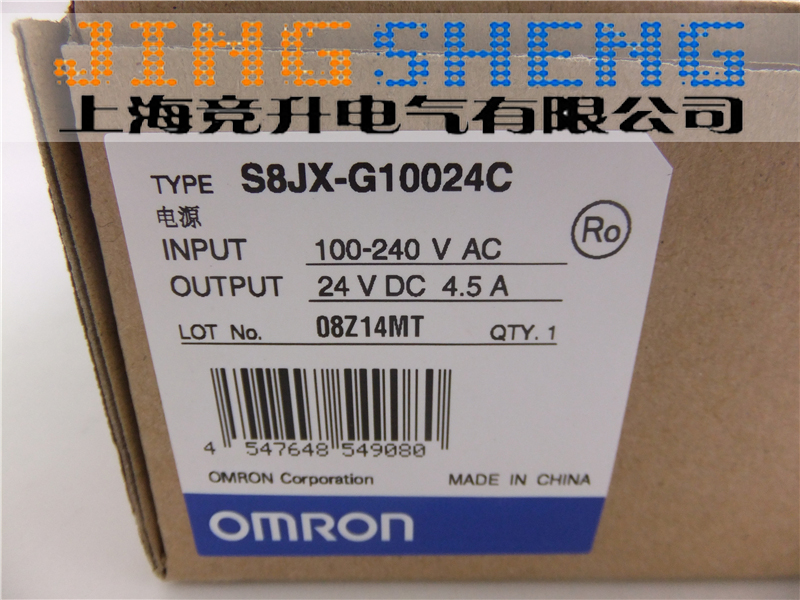 JINGSHENG
上海竞升电气有限公司
TYPE S8JX-G10024C
电源
Ro
INPUT 100-240 V AC
OUTPUT 24 V DC 4.5 A
LOT No. 08Z14MT QTY. 1
4 547648 549080
OMRON Corporation MADE IN CHINA
OMRON